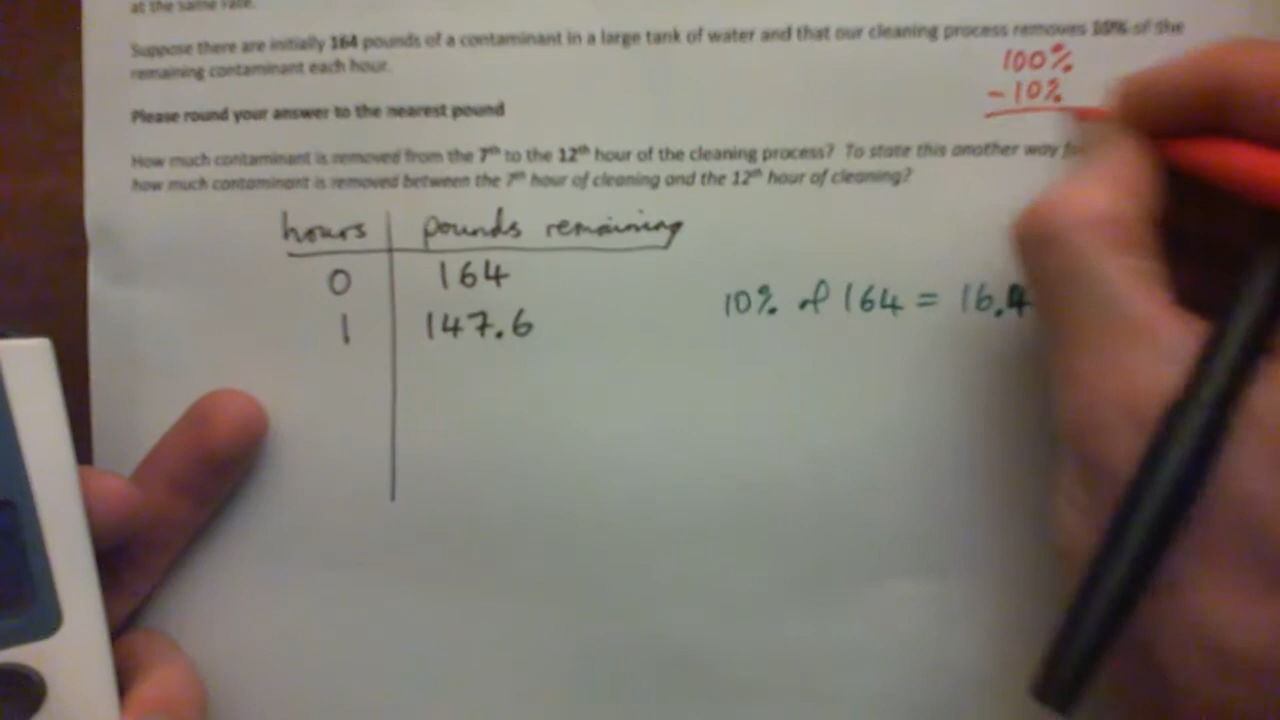 at the same rate.
Suppose there are initially 164 pounds of a contaminant in a large tank of water and that our cleaning process removes 10% of the
remaining contaminant each hour.
100%
- 10%
Please round your answer to the nearest pound
How much contaminant is removed from the 7th to the 12th hour of the cleaning process? To state this another way
how much contaminant is removed between the 7th hour of cleaning and the 12th hour of cleaning?
hours pounds remaining
0 164
1 147.6
10% of 164 = 16.4